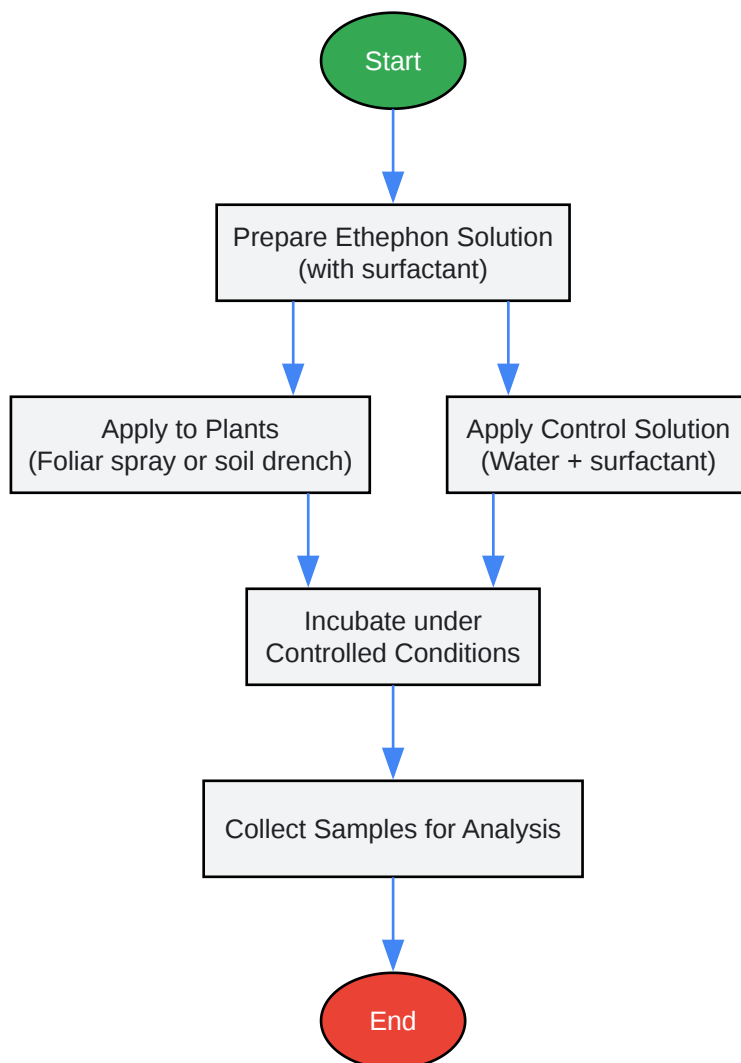 Start
Prepare Ethephon Solution
(with surfactant)
Apply to Plants
(Foliar spray or soil drench)
Apply Control Solution
(Water + surfactant)
Incubate under
Controlled Conditions
Collect Samples for Analysis
End